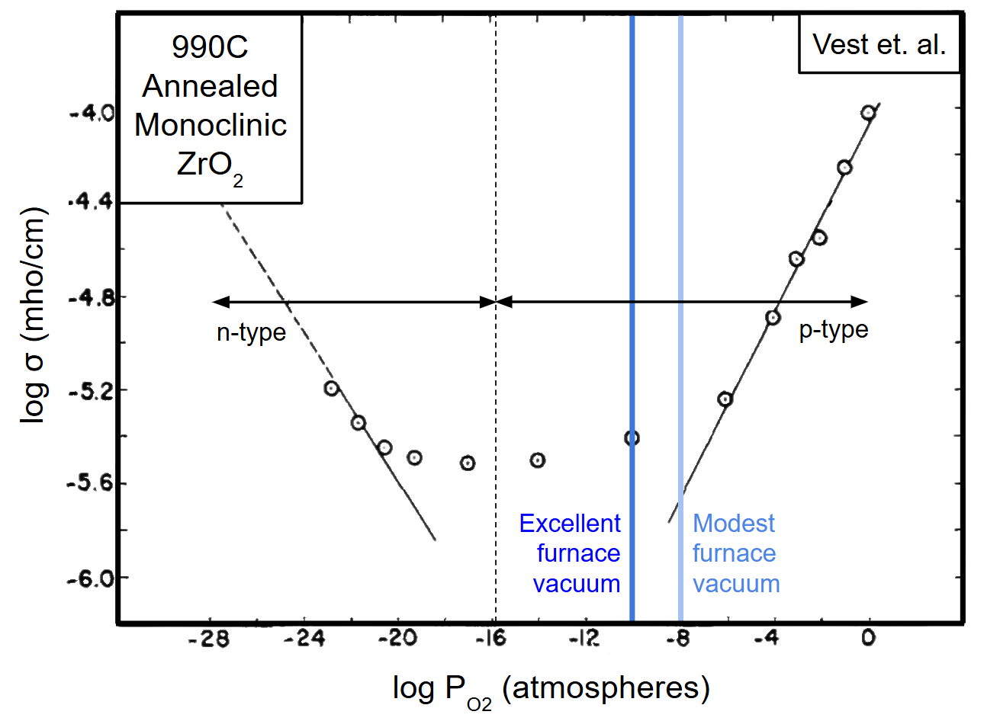 990C
Annealed
Monoclinic
ZrO2
Vest et. al.
-4.0
-4.4
-4.8
-5.2
-5.6
-6.0
log σ (mho/cm)
n-type
p-type
Excellent
furnace
vacuum
Modest
furnace
vacuum
-28 -24 -20 -16 -12 -8 -4 0
log PO2 (atmospheres)